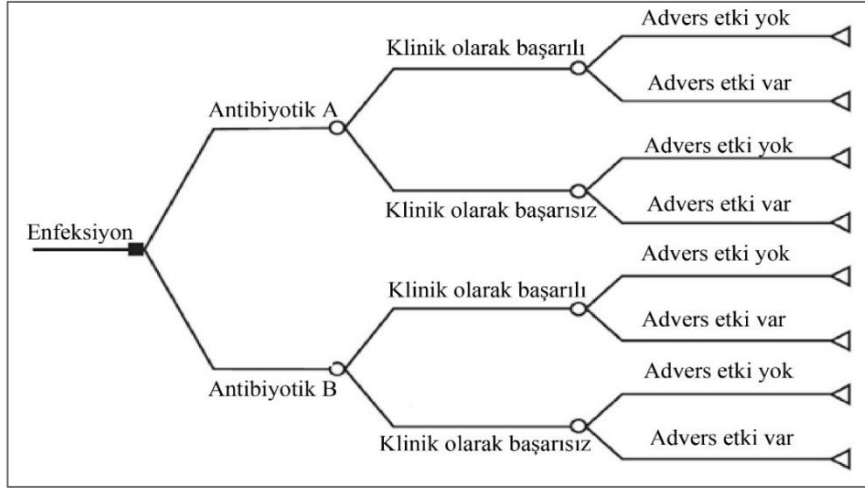 Advers etki yok
Klinik olarak başarılı
Advers etki var
Antibiyotik A
Advers etki yok
Klinik olarak başarısız
Advers etki var
Enfeksiyon
Advers etki yok
Klinik olarak başarılı
Advers etki var
Antibiyotik B
Advers etki yok
Klinik olarak başarısız
Advers etki var